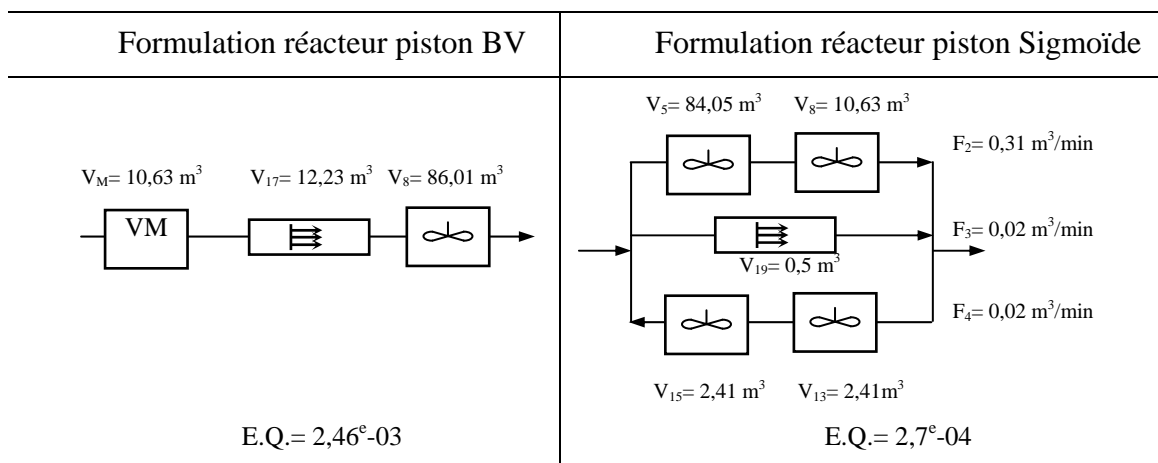 Formulation réacteur piston BV
Formulation réacteur piston Sigmoïde
V_M= 10,63 m³
V₁₇= 12,23 m³
V₈= 86,01 m³
VM
E.Q.= 2,46ᵉ-03
V₅= 84,05 m³
V₈= 10,63 m³
F₂= 0,31 m³/min
F₃= 0,02 m³/min
V₁₉= 0,5 m³
F₄= 0,02 m³/min
V₁₅= 2,41 m³
V₁₃= 2,41m³
E.Q.= 2,7ᵉ-04